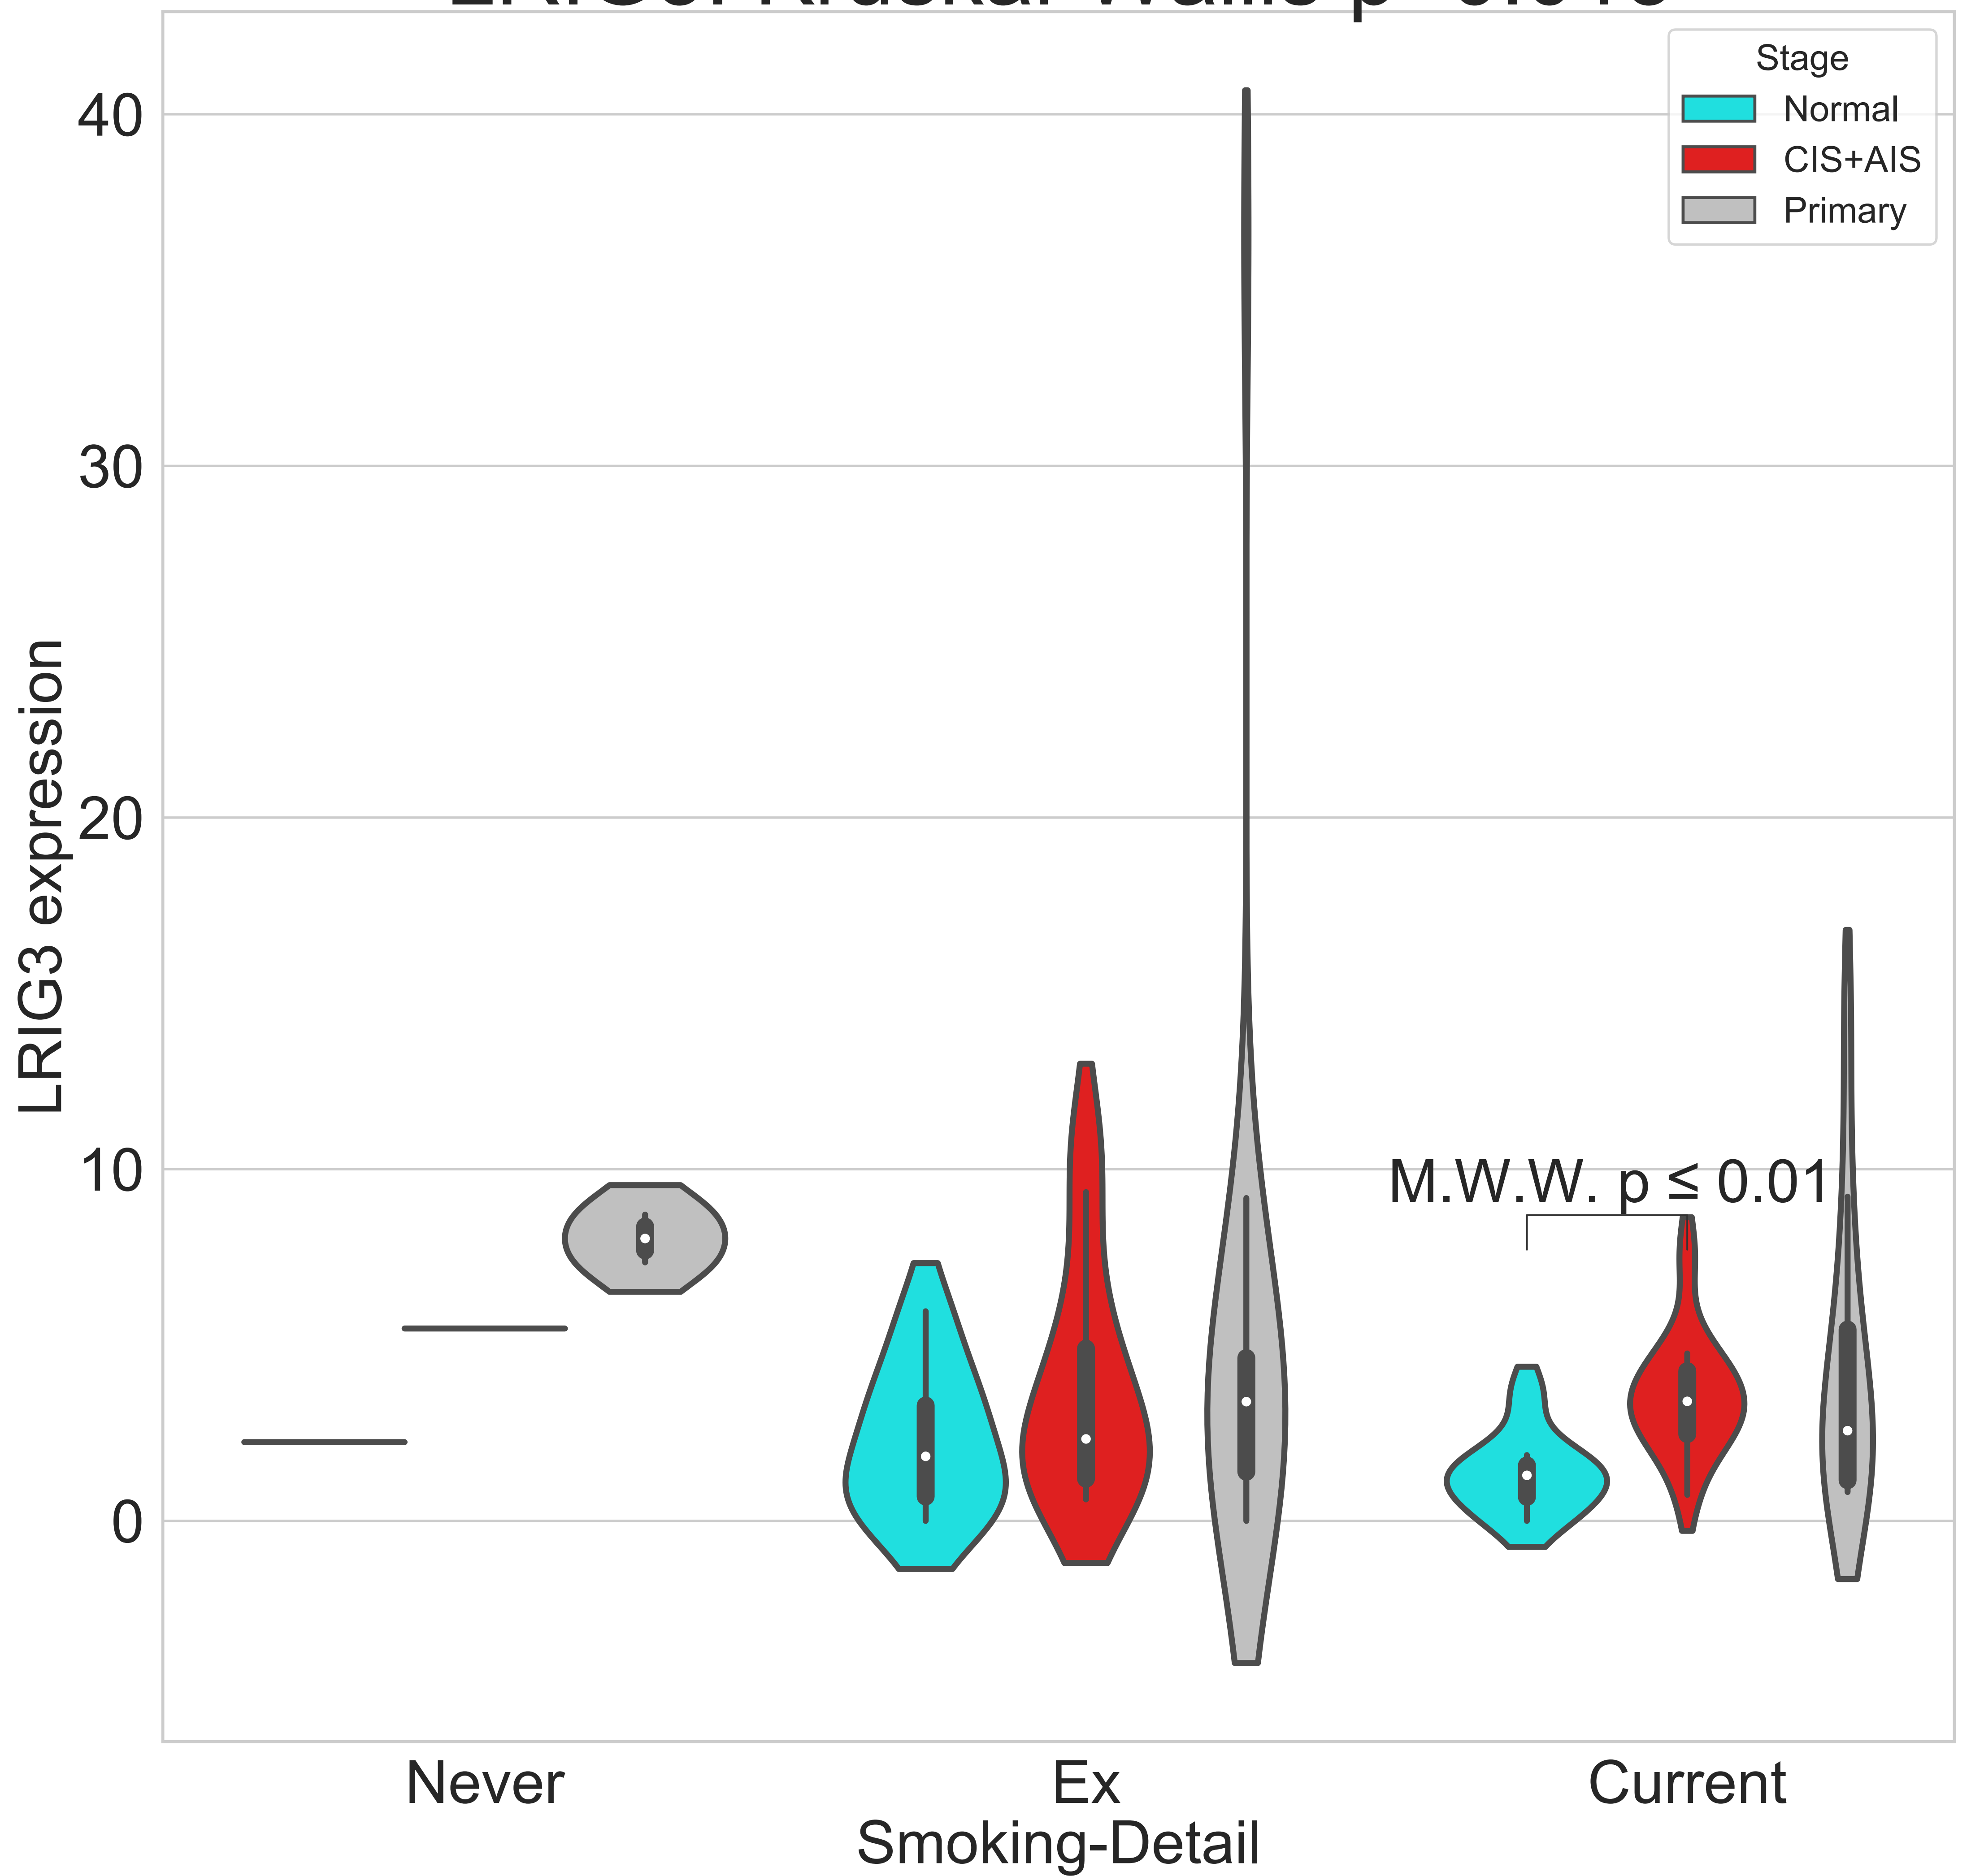 Stage
Normal
CIS+AIS
Primary
40
30
20
10
0
LRIG3 expression
M.W.W. p ≤ 0.01
Never
Ex
Current
Smoking-Detail